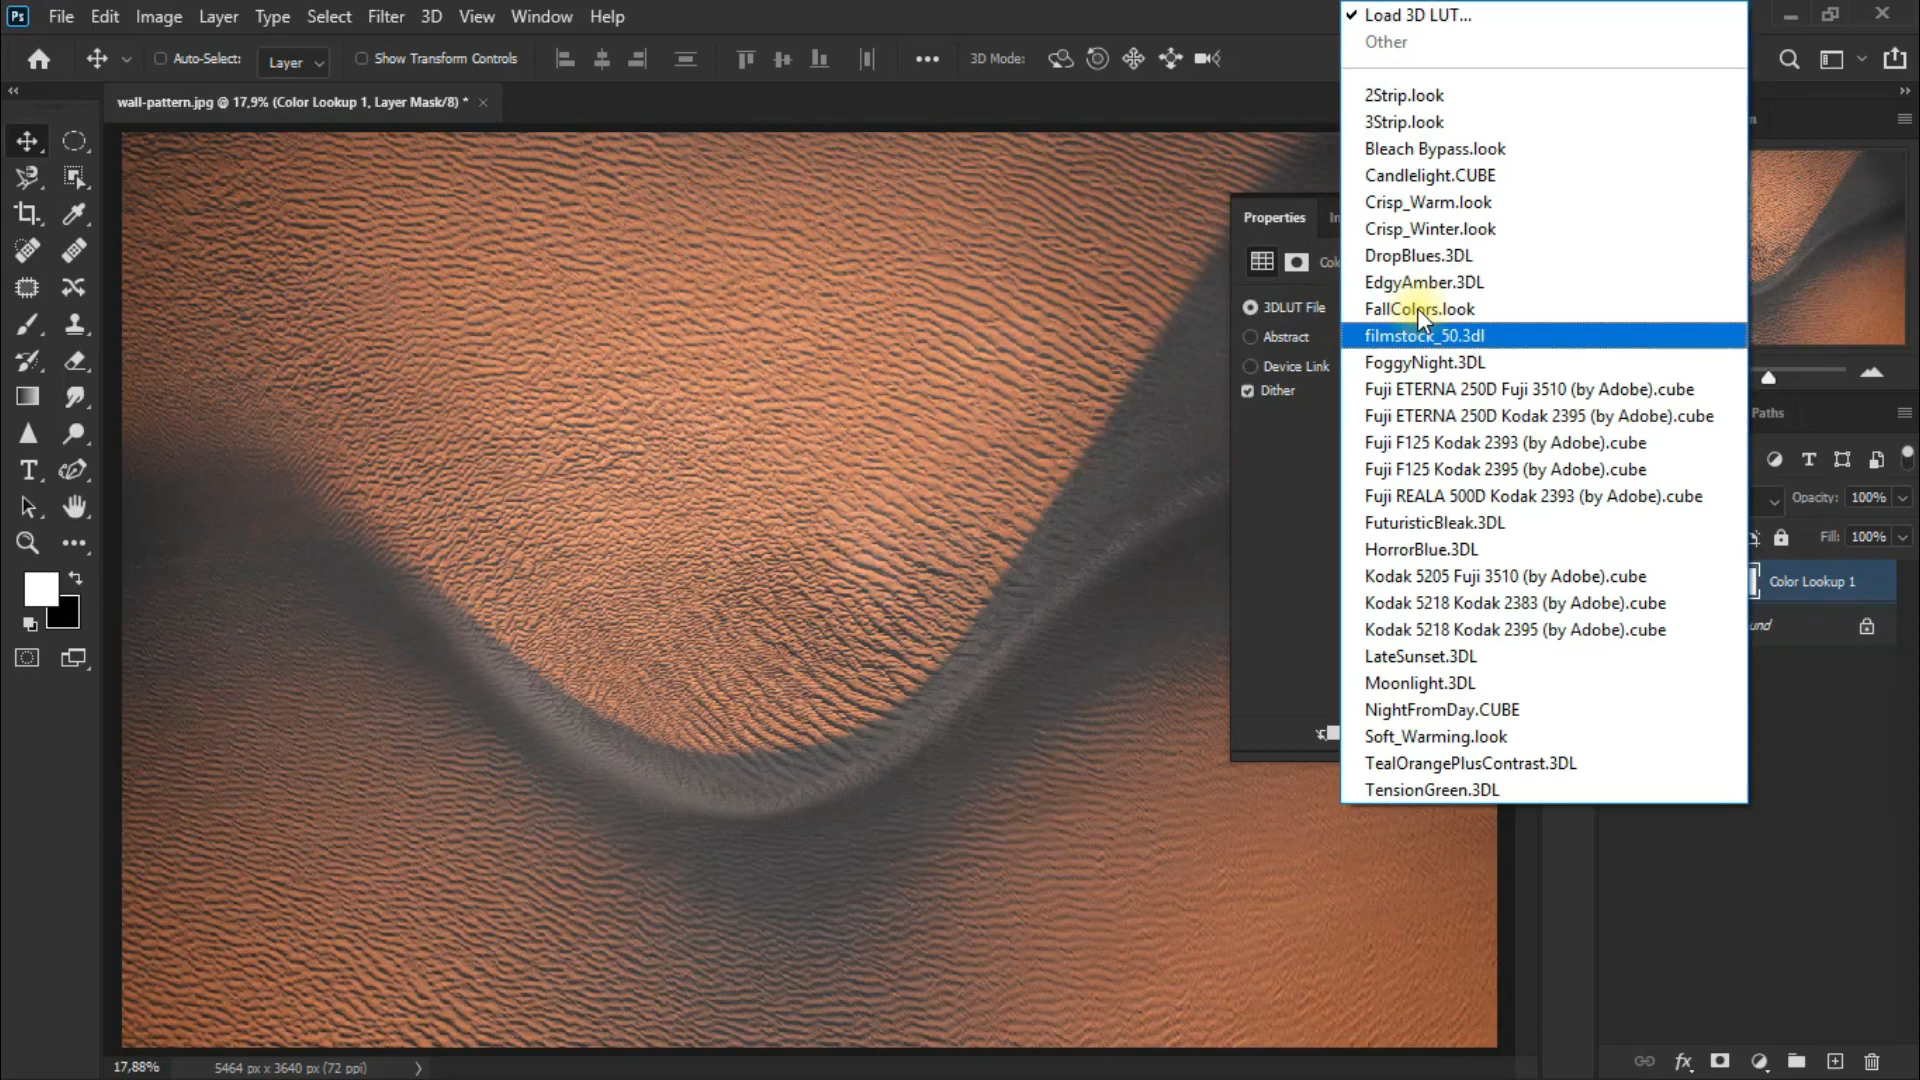 Ps File Edit Image Layer Type Select Filter 3D View Window Help
Auto-Select: Layer Show Transform Controls 3D Mode:
wall-pattern.jpg @ 17,9% (Color Lookup 1, Layer Mask/8) *
Load 3D LUT...
Other
2Strip.look
3Strip.look
Bleach Bypass.look
Candlelight.CUBE
Crisp_Warm.look
Crisp_Winter.look
DropBlues.3DL
EdgyAmber.3DL
FallColors.look
filmstock_50.3dl
FoggyNight.3DL
Fuji ETERNA 250D Fuji 3510 (by Adobe).cube
Fuji ETERNA 250D Kodak 2395 (by Adobe).cube
Fuji F125 Kodak 2393 (by Adobe).cube
Fuji F125 Kodak 2395 (by Adobe).cube
Fuji REALA 500D Kodak 2393 (by Adobe).cube
FuturisticBleak.3DL
HorrorBlue.3DL
Kodak 5205 Fuji 3510 (by Adobe).cube
Kodak 5218 Kodak 2383 (by Adobe).cube
Kodak 5218 Kodak 2395 (by Adobe).cube
LateSunset.3DL
Moonlight.3DL
NightFromDay.CUBE
Soft_Warming.look
TealOrangePlusContrast.3DL
TensionGreen.3DL
Properties
3DLUT File
Abstract
Device Link
Dither
Paths
Opacity: 100%
Fill: 100%
Color Lookup 1
17,88% 5464 px x 3640 px (72 ppi)